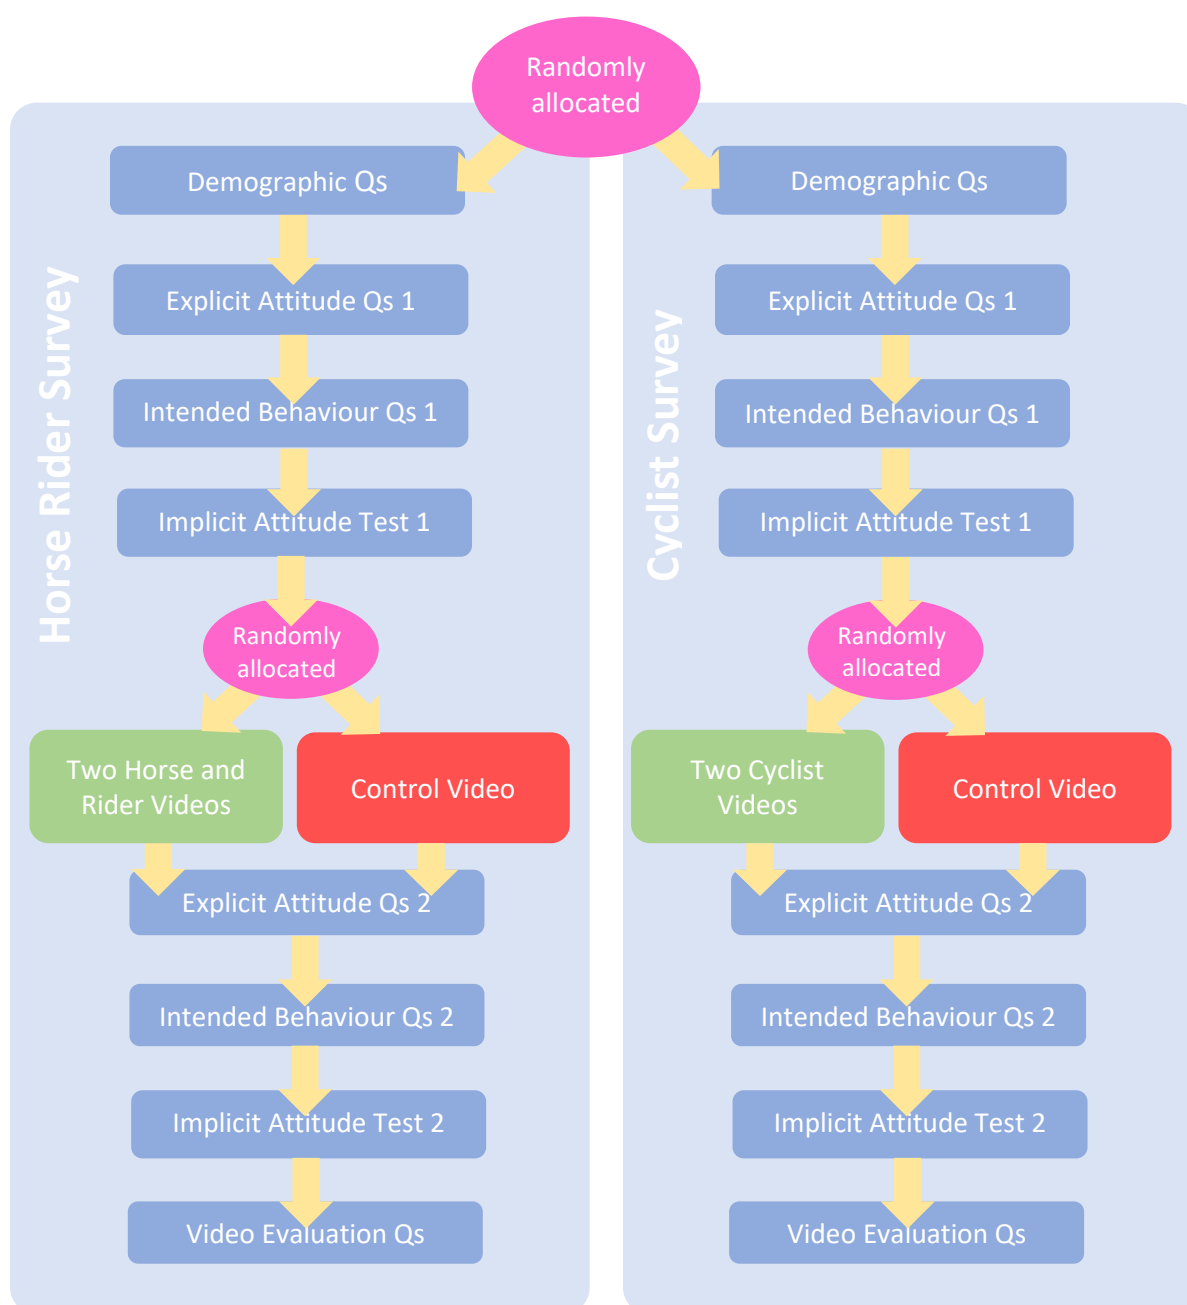 Randomly
allocated
Horse Rider Survey
Demographic Qs
Explicit Attitude Qs 1
Intended Behaviour Qs 1
Implicit Attitude Test 1
Randomly
allocated
Two Horse and
Rider Videos
Control Video
Explicit Attitude Qs 2
Intended Behaviour Qs 2
Implicit Attitude Test 2
Video Evaluation Qs
Cyclist Survey
Demographic Qs
Explicit Attitude Qs 1
Intended Behaviour Qs 1
Implicit Attitude Test 1
Randomly
allocated
Two Cyclist
Videos
Control Video
Explicit Attitude Qs 2
Intended Behaviour Qs 2
Implicit Attitude Test 2
Video Evaluation Qs